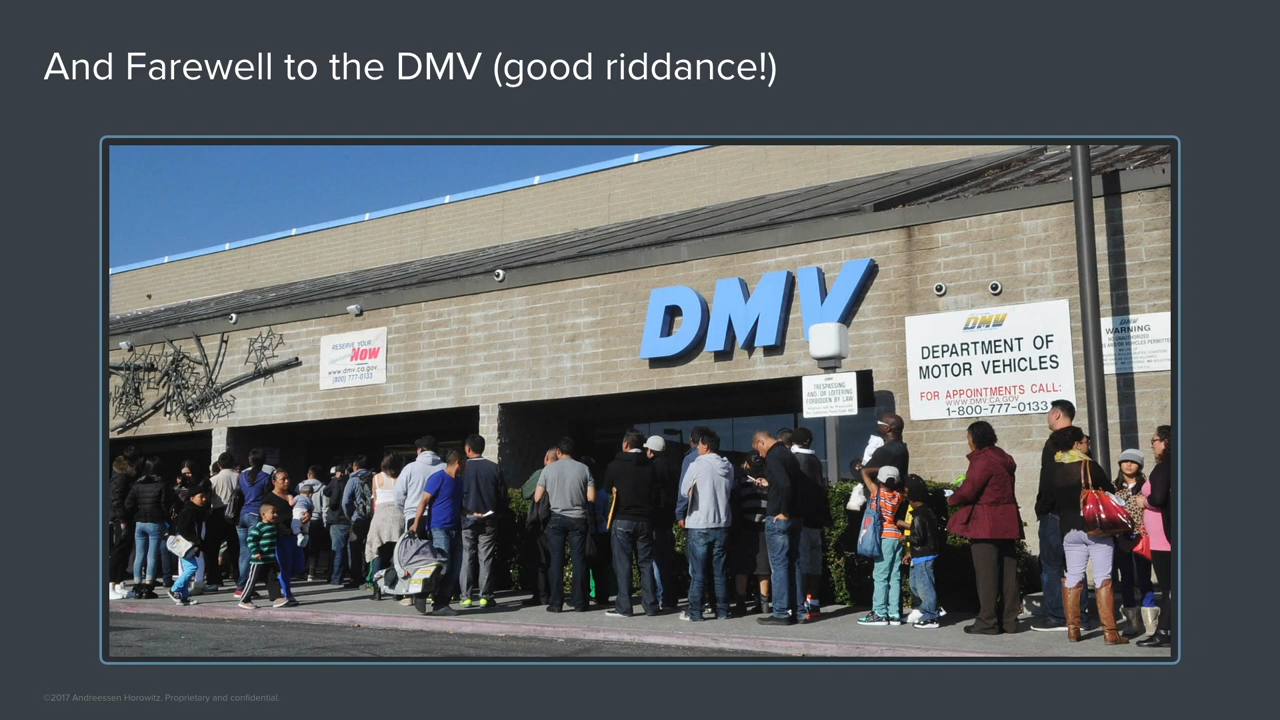 And Farewell to the DMV (good riddance!)
DMV
RESERVE YOUR
Now
www.dmv.ca.gov
(800) 777-0133
DMV
DEPARTMENT OF
MOTOR VEHICLES
FOR APPOINTMENTS CALL:
WWW.DMV.CA.GOV
1-800-777-0133
DMV
WARNING
TRESPASSING
AND/OR LOITERING
FORBIDDEN BY LAW
©2017 Andreessen Horowitz. Proprietary and confidential.